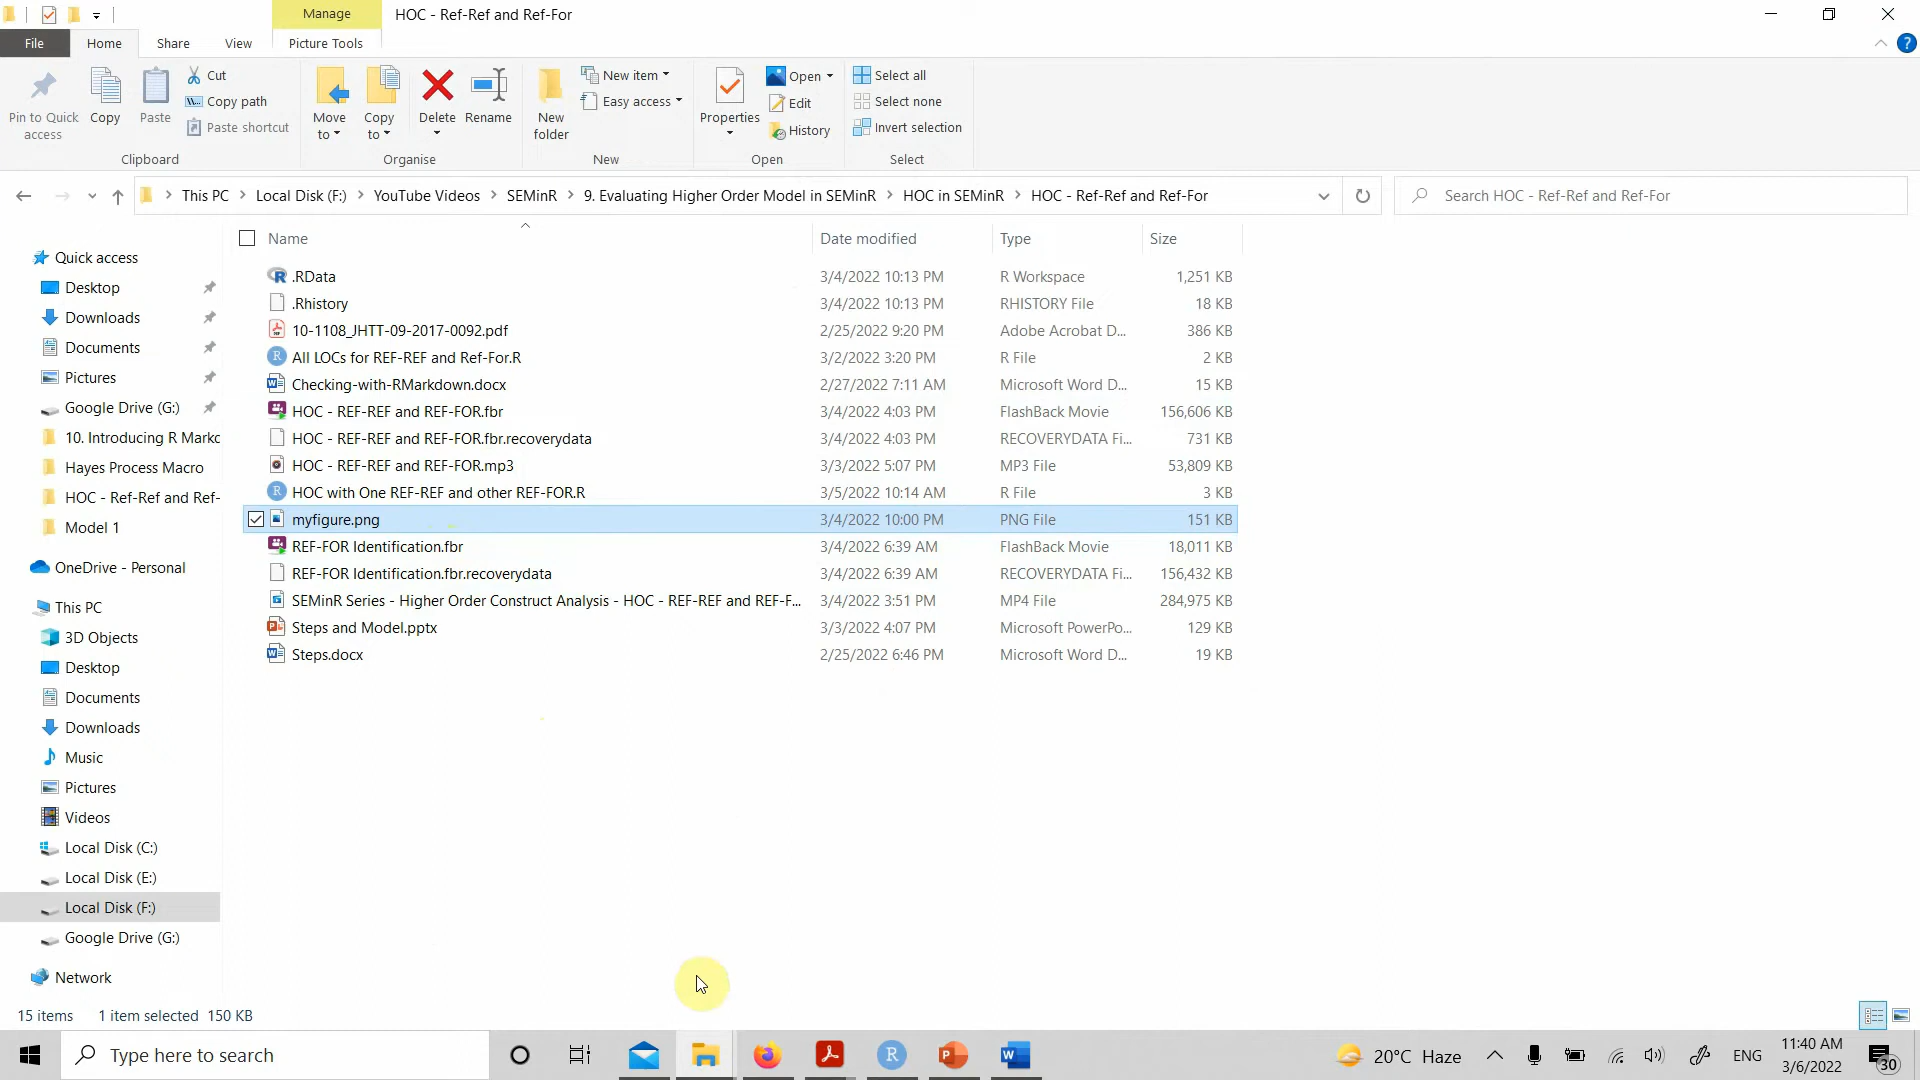 Manage
HOC - Ref-Ref and Ref-For
File
Home
Share
View
Picture Tools
Pin to Quick access
Copy
Paste
Cut
Copy path
Paste shortcut
Clipboard
Move to
Copy to
Delete
Rename
Organise
New folder
New item
Easy access
New
Properties
Open
Edit
History
Open
Select all
Select none
Invert selection
Select
This PC
Local Disk (F:)
YouTube Videos
SEMinR
9. Evaluating Higher Order Model in SEMinR
HOC in SEMinR
HOC - Ref-Ref and Ref-For
Search HOC - Ref-Ref and Ref-For
Name
Date modified
Type
Size
.RData 3/4/2022 10:13 PM R Workspace 1,251 KB
.Rhistory 3/4/2022 10:13 PM RHISTORY File 18 KB
10-1108_JHTT-09-2017-0092.pdf 2/25/2022 9:20 PM Adobe Acrobat D... 386 KB
All LOCs for REF-REF and Ref-For.R 3/2/2022 3:20 PM R File 2 KB
Checking-with-RMarkdown.docx 2/27/2022 7:11 AM Microsoft Word D... 15 KB
HOC - REF-REF and REF-FOR.fbr 3/4/2022 4:03 PM FlashBack Movie 156,606 KB
HOC - REF-REF and REF-FOR.fbr.recoverydata 3/4/2022 4:03 PM RECOVERYDATA Fi... 731 KB
HOC - REF-REF and REF-FOR.mp3 3/3/2022 5:07 PM MP3 File 53,809 KB
HOC with One REF-REF and other REF-FOR.R 3/5/2022 10:14 AM R File 3 KB
myfigure.png 3/4/2022 10:00 PM PNG File 151 KB
REF-FOR Identification.fbr 3/4/2022 6:39 AM FlashBack Movie 18,011 KB
REF-FOR Identification.fbr.recoverydata 3/4/2022 6:39 AM RECOVERYDATA Fi... 156,432 KB
SEMinR Series - Higher Order Construct Analysis - HOC - REF-REF and REF-F... 3/4/2022 3:51 PM MP4 File 284,975 KB
Steps and Model.pptx 3/3/2022 4:07 PM Microsoft PowerPo... 129 KB
Steps.docx 2/25/2022 6:46 PM Microsoft Word D... 19 KB
Quick access
Desktop
Downloads
Documents
Pictures
Google Drive (G:)
10. Introducing R Markc
Hayes Process Macro
HOC - Ref-Ref and Ref-
Model 1
OneDrive - Personal
This PC
3D Objects
Desktop
Documents
Downloads
Music
Pictures
Videos
Local Disk (C:)
Local Disk (E:)
Local Disk (F:)
Google Drive (G:)
Network
15 items 1 item selected 150 KB
Type here to search
20°C Haze
ENG
11:40 AM
3/6/2022
30